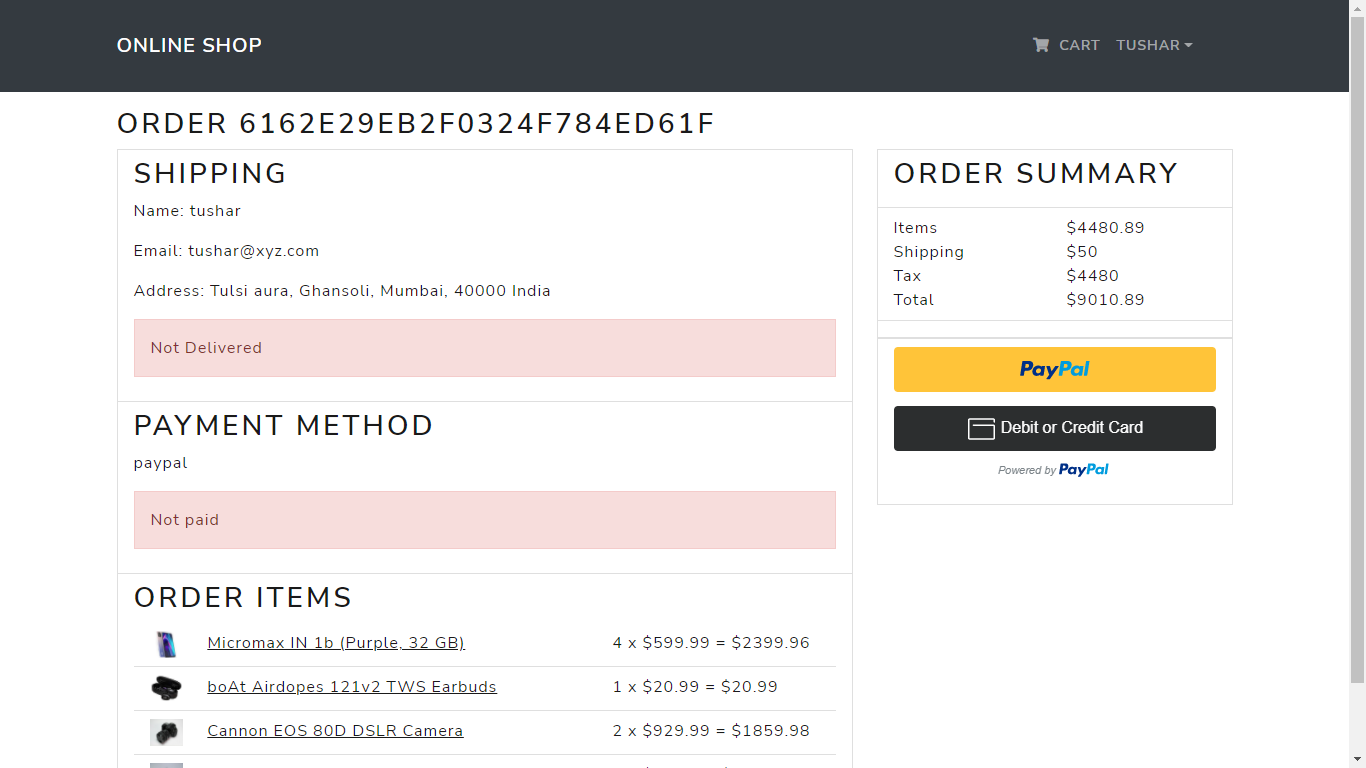 ONLINE SHOP
CART
TUSHAR
ORDER 6162E29EB2F0324F784ED61F
SHIPPING
Name: tushar
Email: tushar@xyz.com
Address: Tulsi aura, Ghansoli, Mumbai, 40000 India
Not Delivered
PAYMENT METHOD
paypal
Not paid
ORDER ITEMS
Micromax IN 1b (Purple, 32 GB) 4 x $599.99 = $2399.96
boAt Airdopes 121v2 TWS Earbuds 1 x $20.99 = $20.99
Cannon EOS 80D DSLR Camera 2 x $929.99 = $1859.98
ORDER SUMMARY
Items $4480.89
Shipping $50
Tax $4480
Total $9010.89
PayPal
Debit or Credit Card
Powered by PayPal